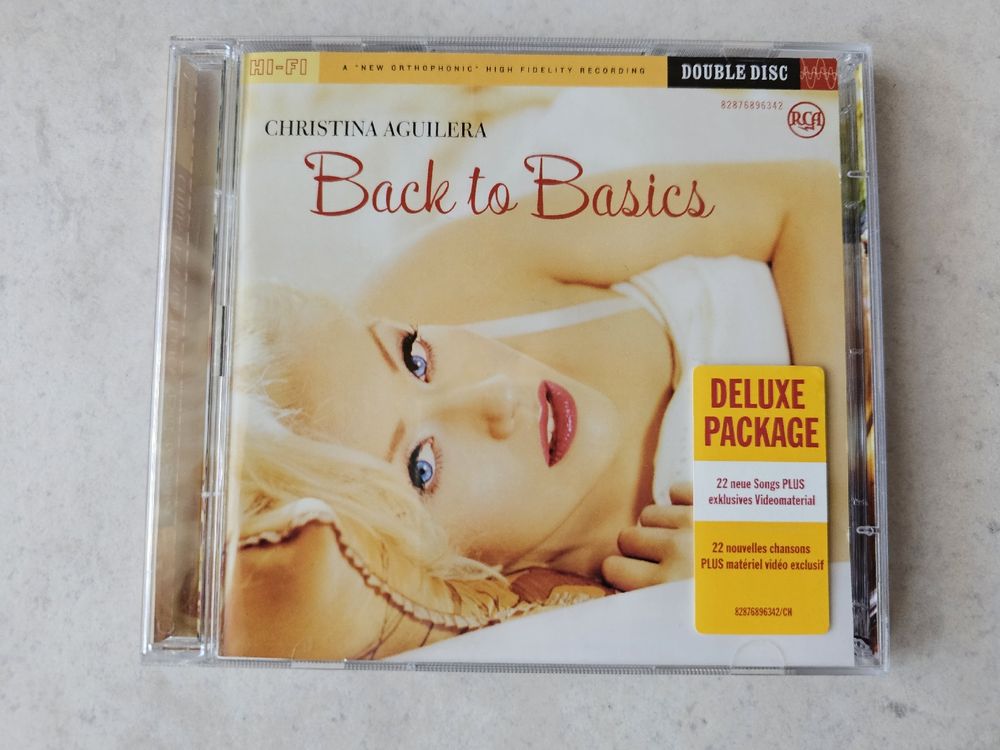 HI-FI
A "NEW ORTHOPHONIC" HIGH FIDELITY RECORDING
DOUBLE DISC
82876896342
RCA
CHRISTINA AGUILERA
Back to Basics
DELUXE
PACKAGE
22 neue Songs PLUS
exklusives Videomaterial
22 nouvelles chansons
PLUS matériel vidéo exclusif
82876896342/CH